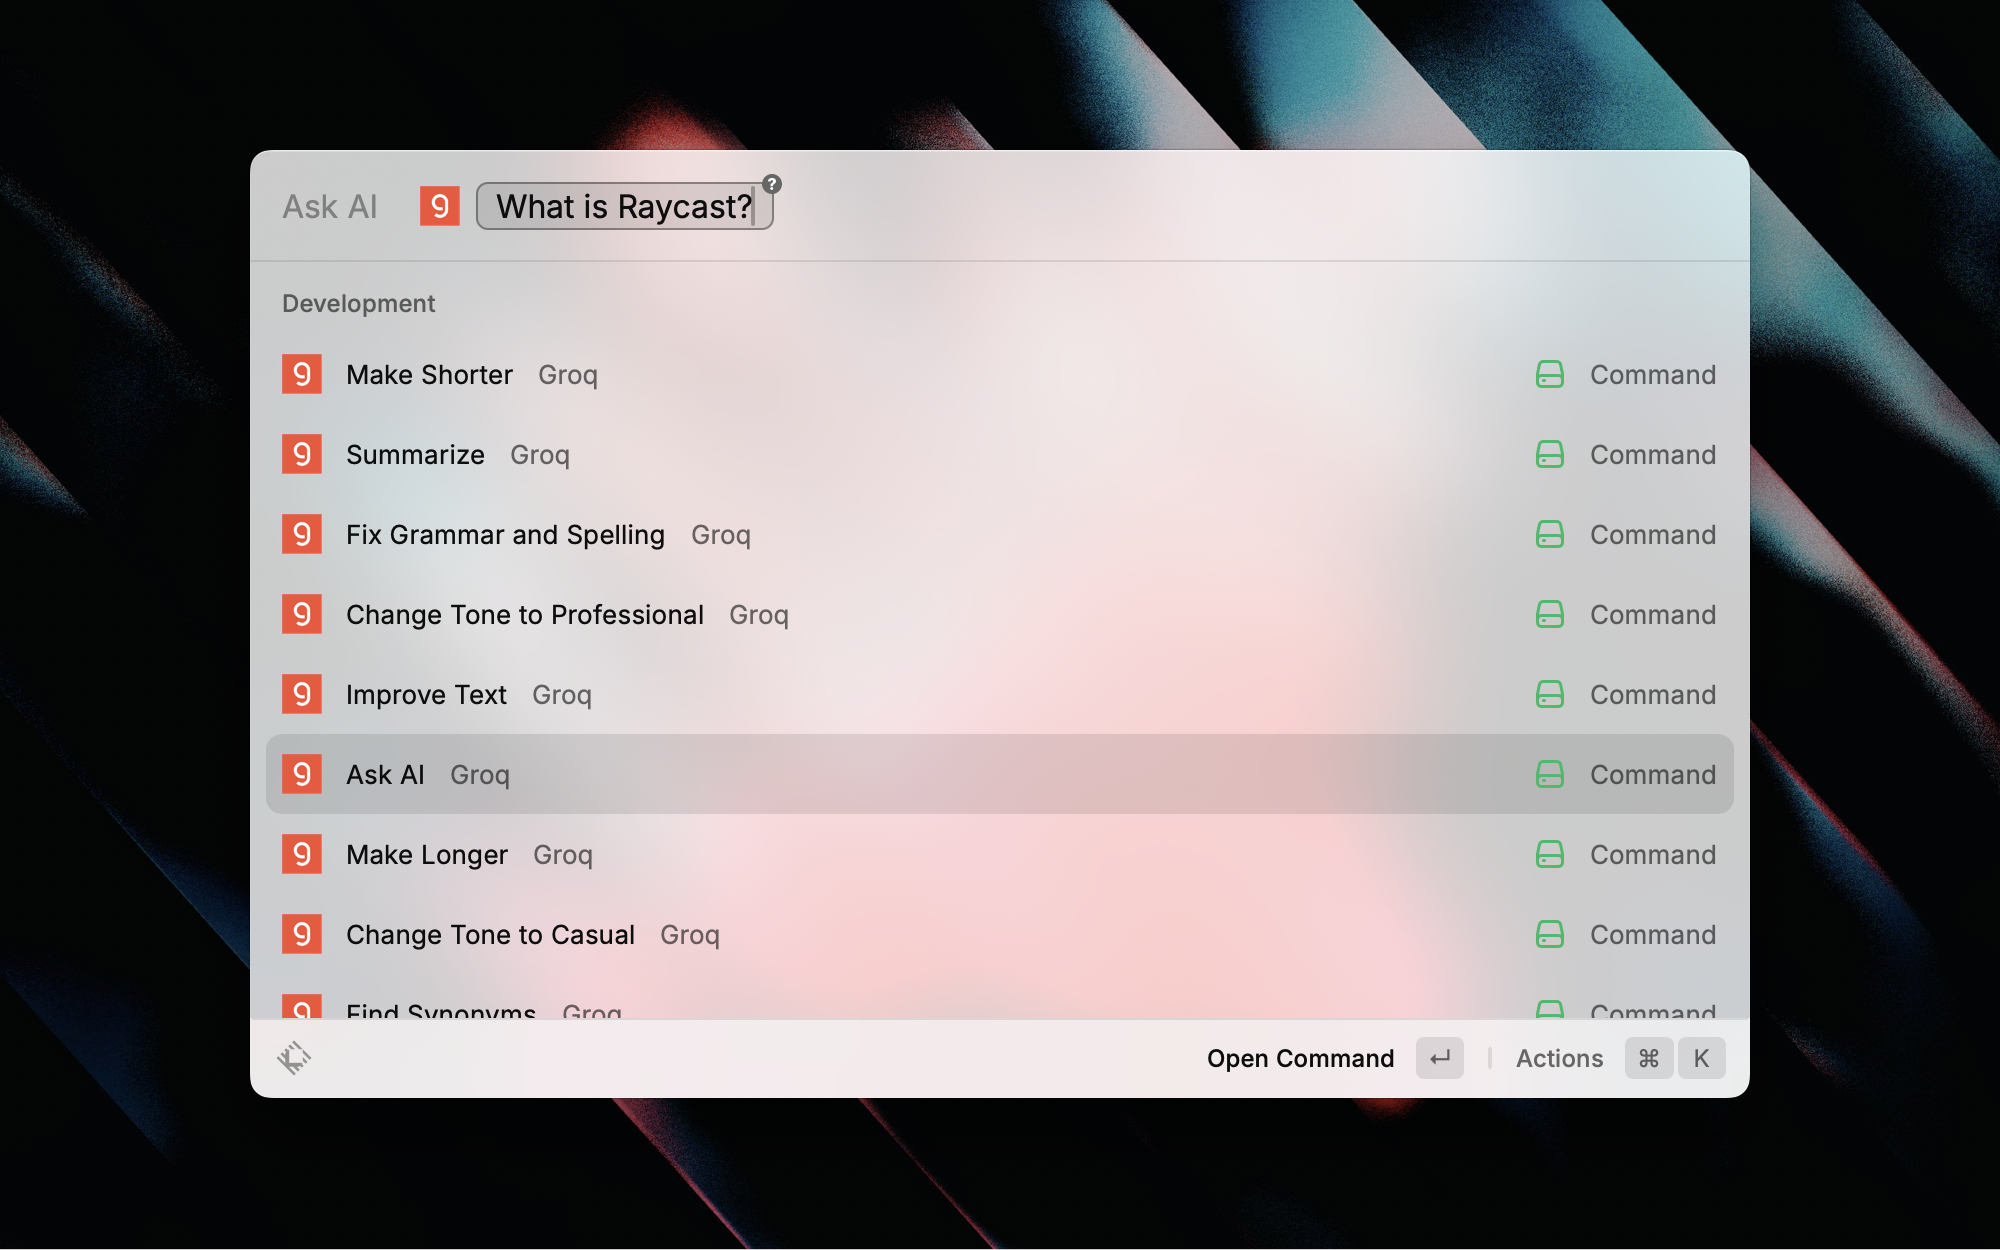 Ask AI What is Raycast? ?
Development
Make Shorter Groq Command
Summarize Groq Command
Fix Grammar and Spelling Groq Command
Change Tone to Professional Groq Command
Improve Text Groq Command
Ask AI Groq Command
Make Longer Groq Command
Change Tone to Casual Groq Command
Find Synonyms Groq Command
Open Command ↵ Actions ⌘ K